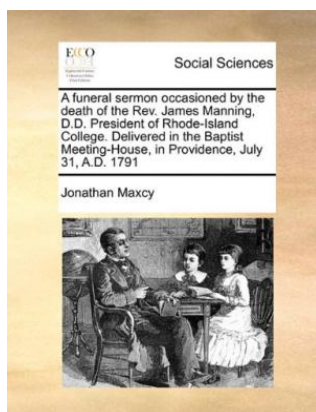 ECCO
Social Sciences
A funeral sermon occasioned by the
death of the Rev. James Manning,
D.D. President of Rhode-Island
College. Delivered in the Baptist
Meeting-House, in Providence, July
31, A.D. 1791
Jonathan Maxcy